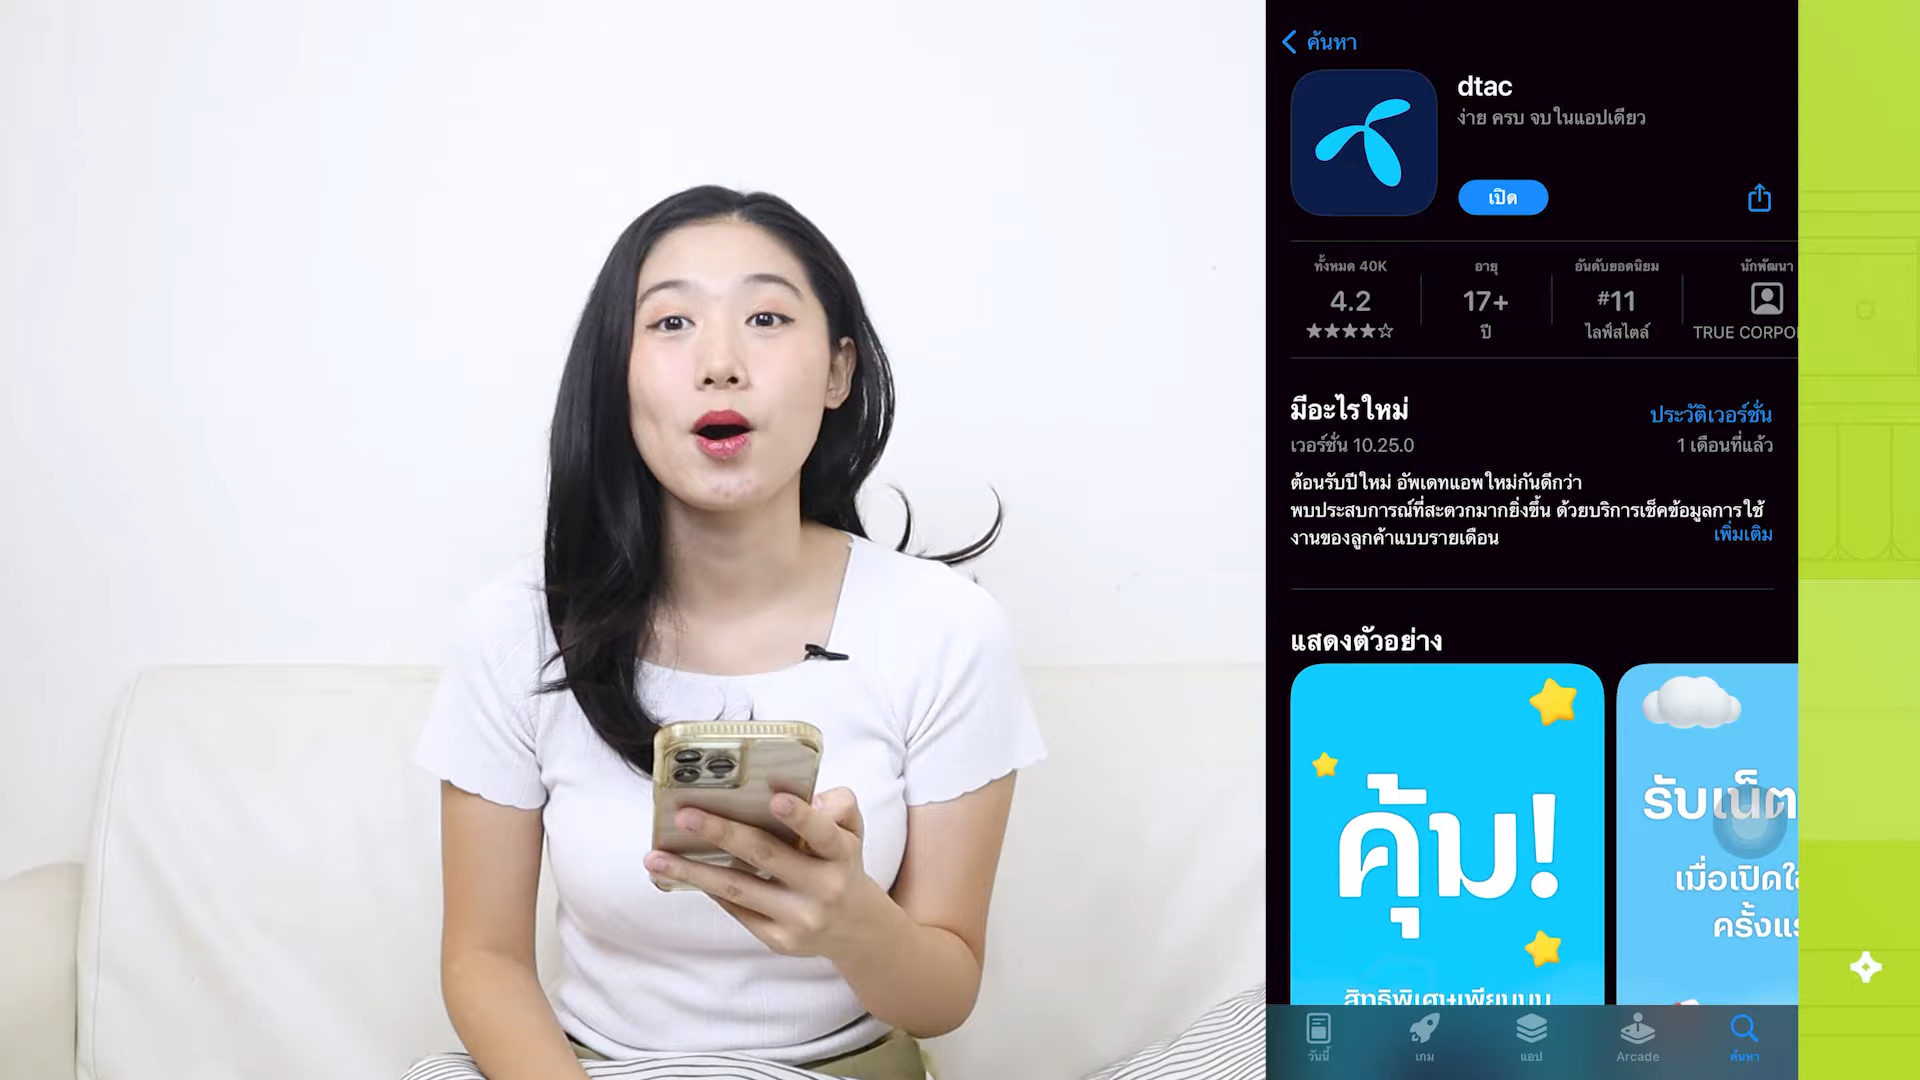 ค้นหา
dtac
ง่าย ครบ จบ ในแอปเดียว
เปิด
ทั้งหมด 40K
4.2
อายุ
17+
ปี
อันดับยอดนิยม
#11
ไลฟ์สไตล์
นักพัฒนา
TRUE CORPO
มีอะไรใหม่
ประวัติเวอร์ชั่น
เวอร์ชั่น 10.25.0
1 เดือนที่แล้ว
ต้อนรับปีใหม่ อัพเดทแอพใหม่กันดีกว่า
พบประสบการณ์ที่สะดวกมากยิ่งขึ้น ด้วยบริการเช็คข้อมูลการใช้
งานของลูกค้าแบบรายเดือน
เพิ่มเติม
แสดงตัวอย่าง
คุ้ม!
รับเน็ต
เมื่อเปิดใ
ครั้งแร
วันนี้
เกม
แอป
Arcade
ค้นหา